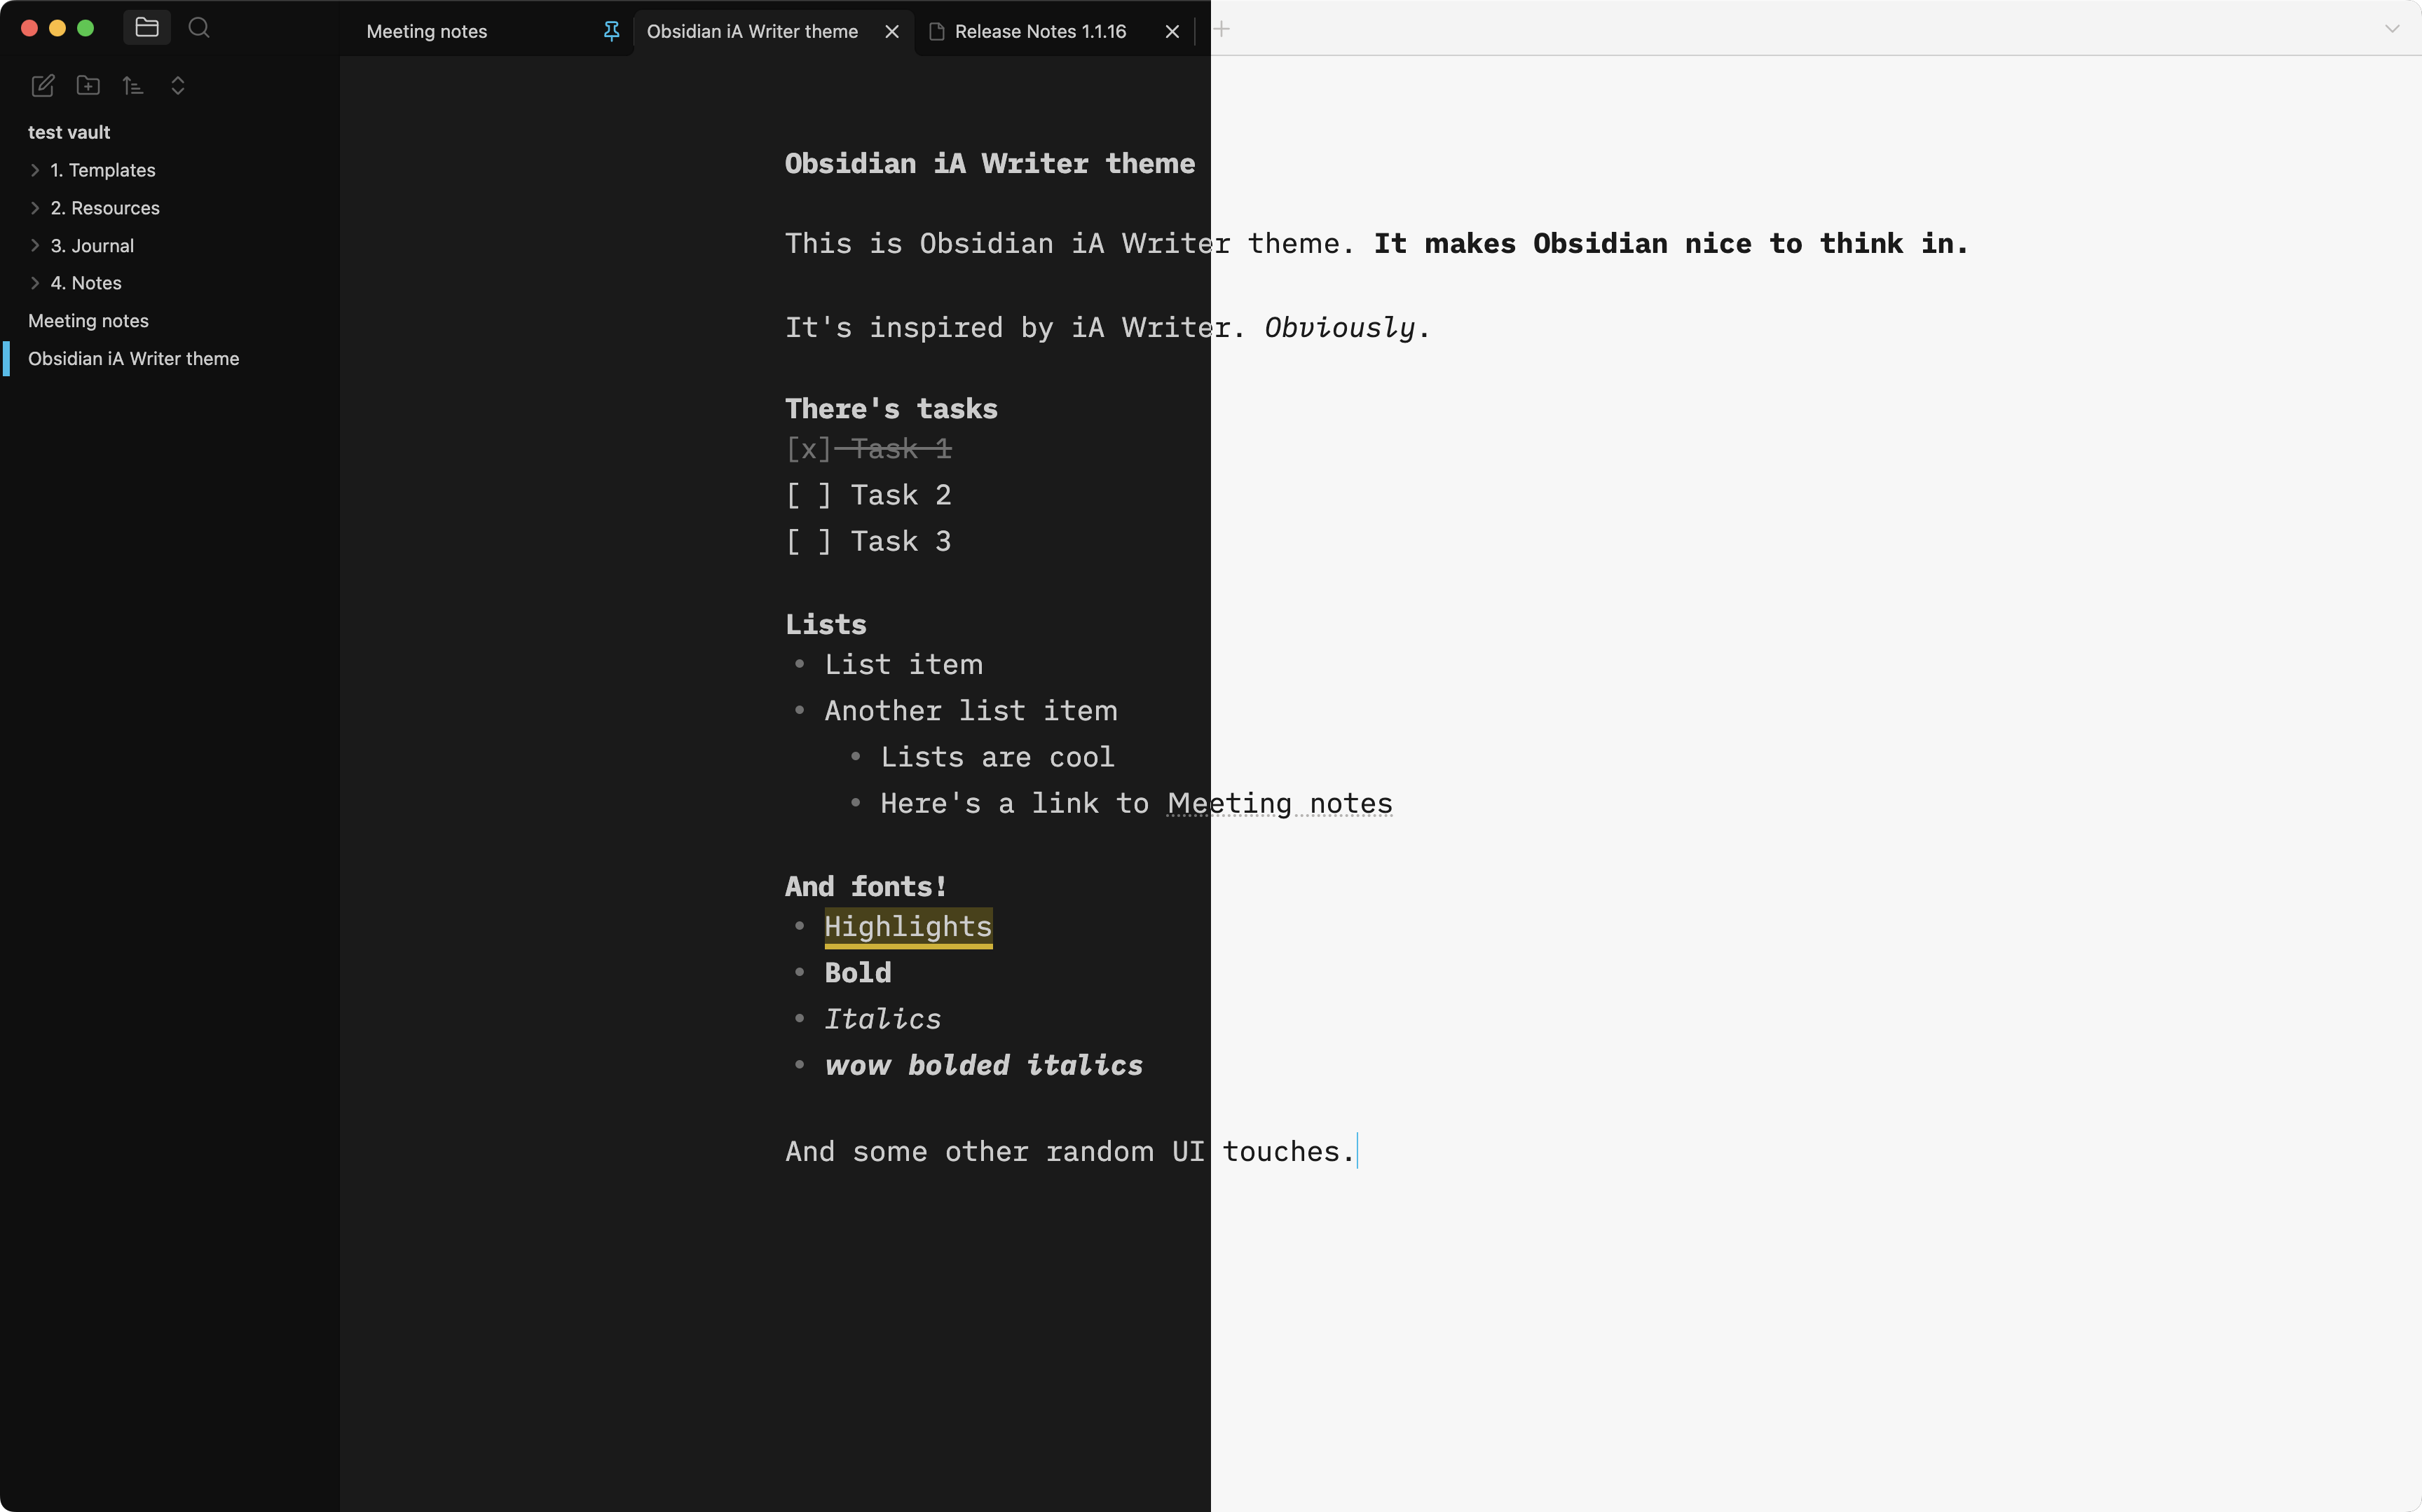 Meeting notes
Obsidian iA Writer theme
Release Notes 1.1.16
test vault
1. Templates
2. Resources
3. Journal
4. Notes
Meeting notes
Obsidian iA Writer theme
Obsidian iA Writer theme
This is Obsidian iA Writer theme. It makes Obsidian nice to think in.
It's inspired by iA Writer. Obviously.
There's tasks
[x] Task 1
[ ] Task 2
[ ] Task 3
Lists
• List item
• Another list item
• Lists are cool
• Here's a link to Meeting notes
And fonts!
• Highlights
• Bold
• Italics
• wow bolded italics
And some other random UI touches.